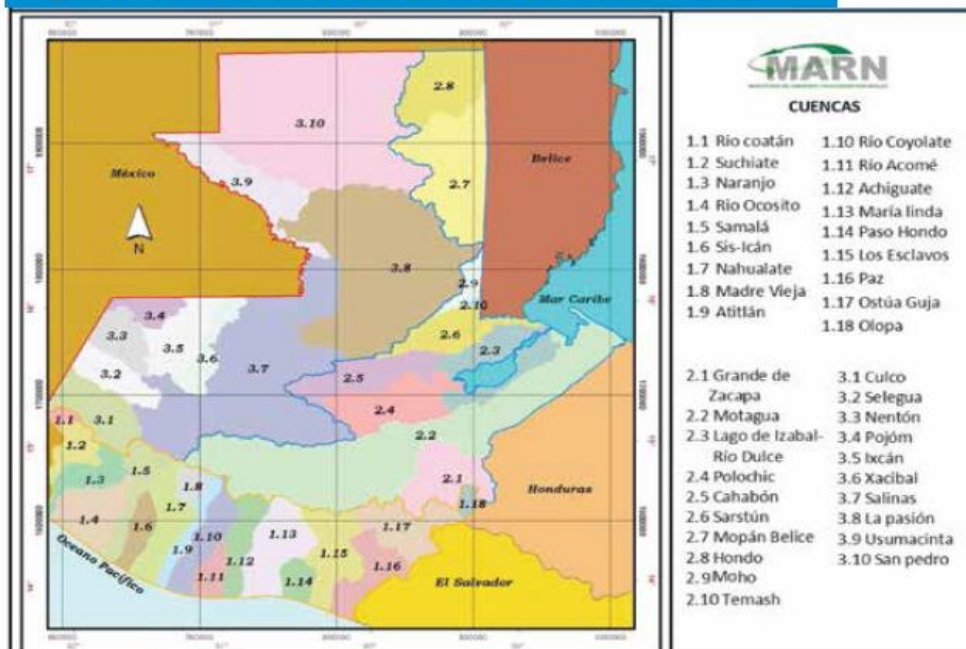 3.10
2.8
Belice
México
3.9
2.7
N
3.8
2.9
2.10
Mar Caribe
3.4
3.3
3.5
3.6
2.6
2.3
3.2
3.7
2.5
2.4
1.1
3.1
2.2
1.2
1.5
2.1
1.3
1.8
1.18
Honduras
1.4
1.6
1.7
1.10
1.13
1.17
1.9
1.12
1.15
1.16
1.11
1.14
Oceano Pacífico
El Salvador
MARN
CUENCAS
1.1 Río coatán
1.2 Suchiate
1.3 Naranjo
1.4 Río Ocosito
1.5 Samalá
1.6 Sis-Icán
1.7 Nahualate
1.8 Madre Vieja
1.9 Atitlán
1.10 Río Coyolate
1.11 Río Acomé
1.12 Achiguate
1.13 María linda
1.14 Paso Hondo
1.15 Los Esclavos
1.16 Paz
1.17 Ostúa Guja
1.18 Olopa
2.1 Grande de
Zacapa
2.2 Motagua
2.3 Lago de Izabal-
Río Dulce
2.4 Polochic
2.5 Cahabón
2.6 Sarstún
2.7 Mopán Belice
2.8 Hondo
2.9 Moho
2.10 Temash
3.1 Culco
3.2 Selegua
3.3 Nentón
3.4 Pojóm
3.5 Ixcán
3.6 Xacibal
3.7 Salinas
3.8 La pasión
3.9 Usumacinta
3.10 San pedro